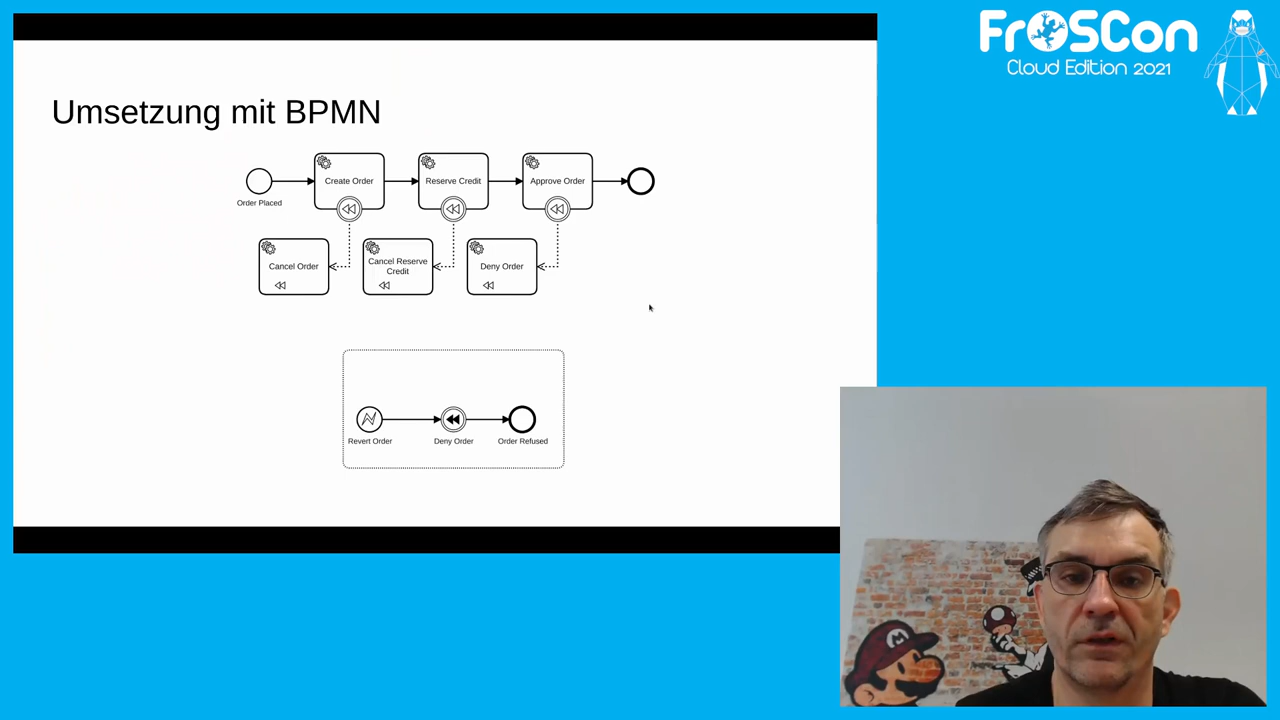 FrOSCon
Cloud Edition 2021
Umsetzung mit BPMN
Create Order
Reserve Credit
Approve Order
Order Placed
Cancel Order
Cancel Reserve
Credit
Deny Order
Revert Order
Deny Order
Order Refused
M